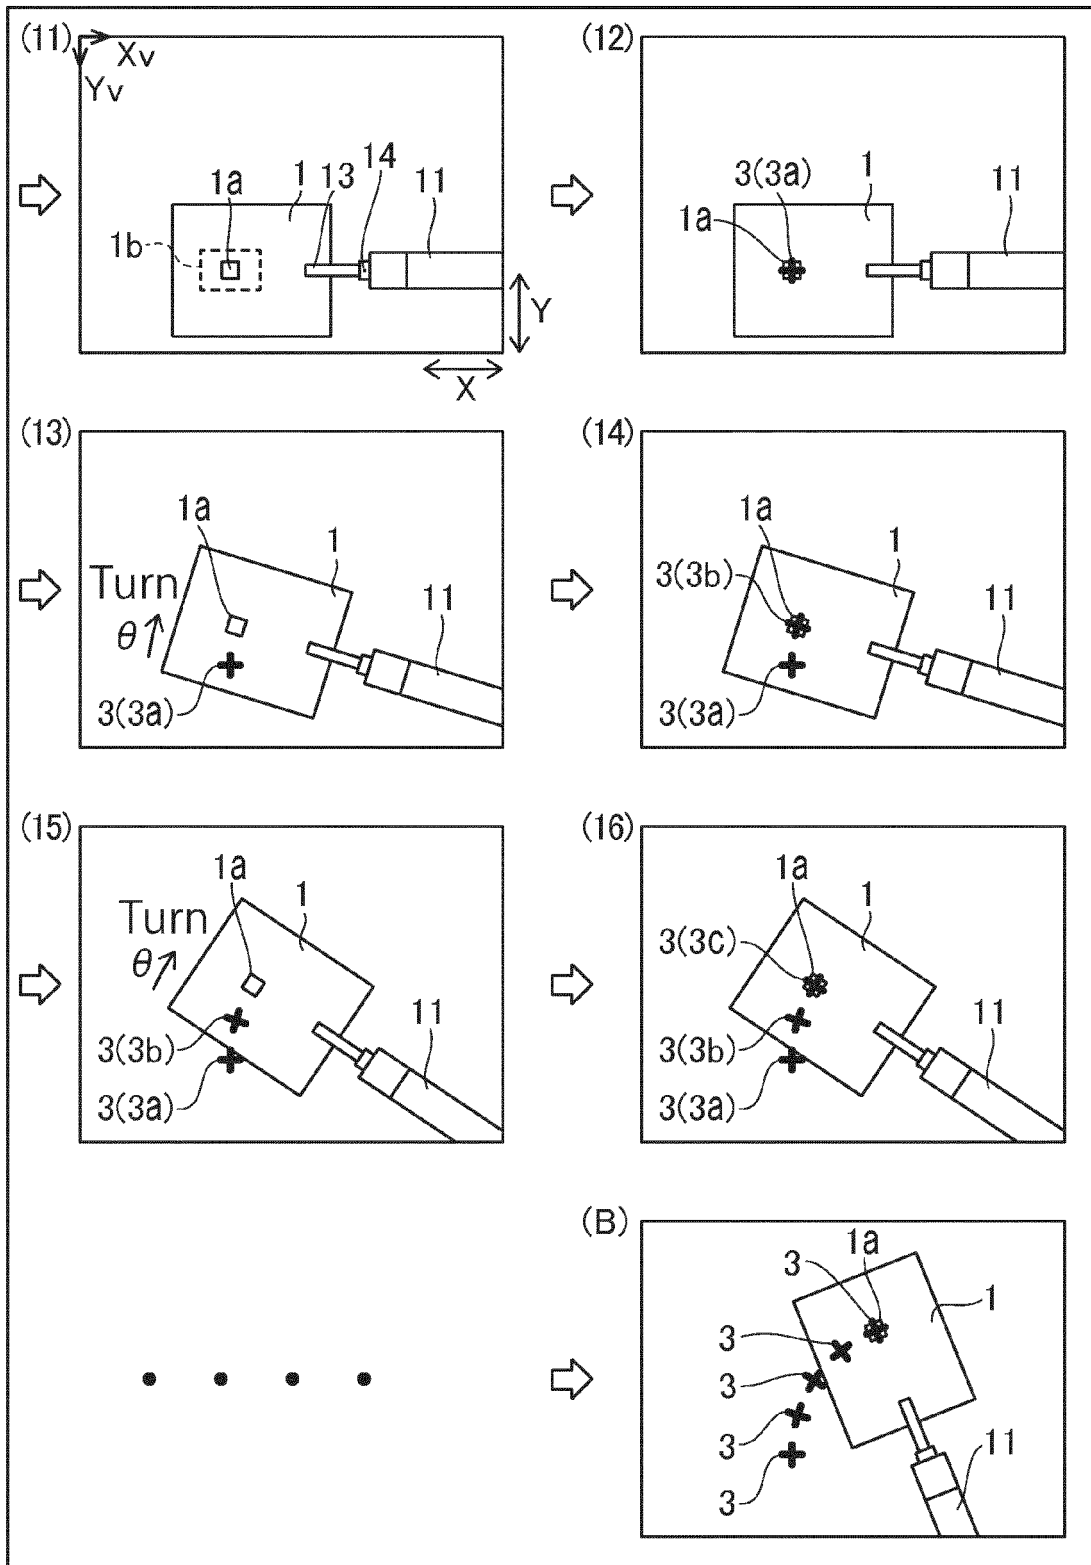 (11)
Xv
Yv
1a
1
13
14
11
1b
Y
X
(12)
3(3a)
1
1a
11
(13)
1a
1
Turn
θ
11
3(3a)
(14)
1a
1
3(3b)
11
3(3a)
(15)
1a
1
Turn
θ
3(3b)
11
3(3a)
(16)
1a
1
3(3c)
3(3b)
11
3(3a)
(B)
3
1a
1
3
3
3
3
11